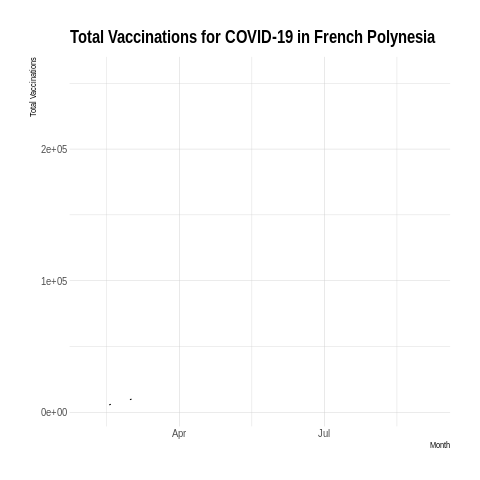 Total Vaccinations for COVID-19 in French Polynesia
Total Vaccinations
2e+05
1e+05
0e+00
Apr
Jul
Month